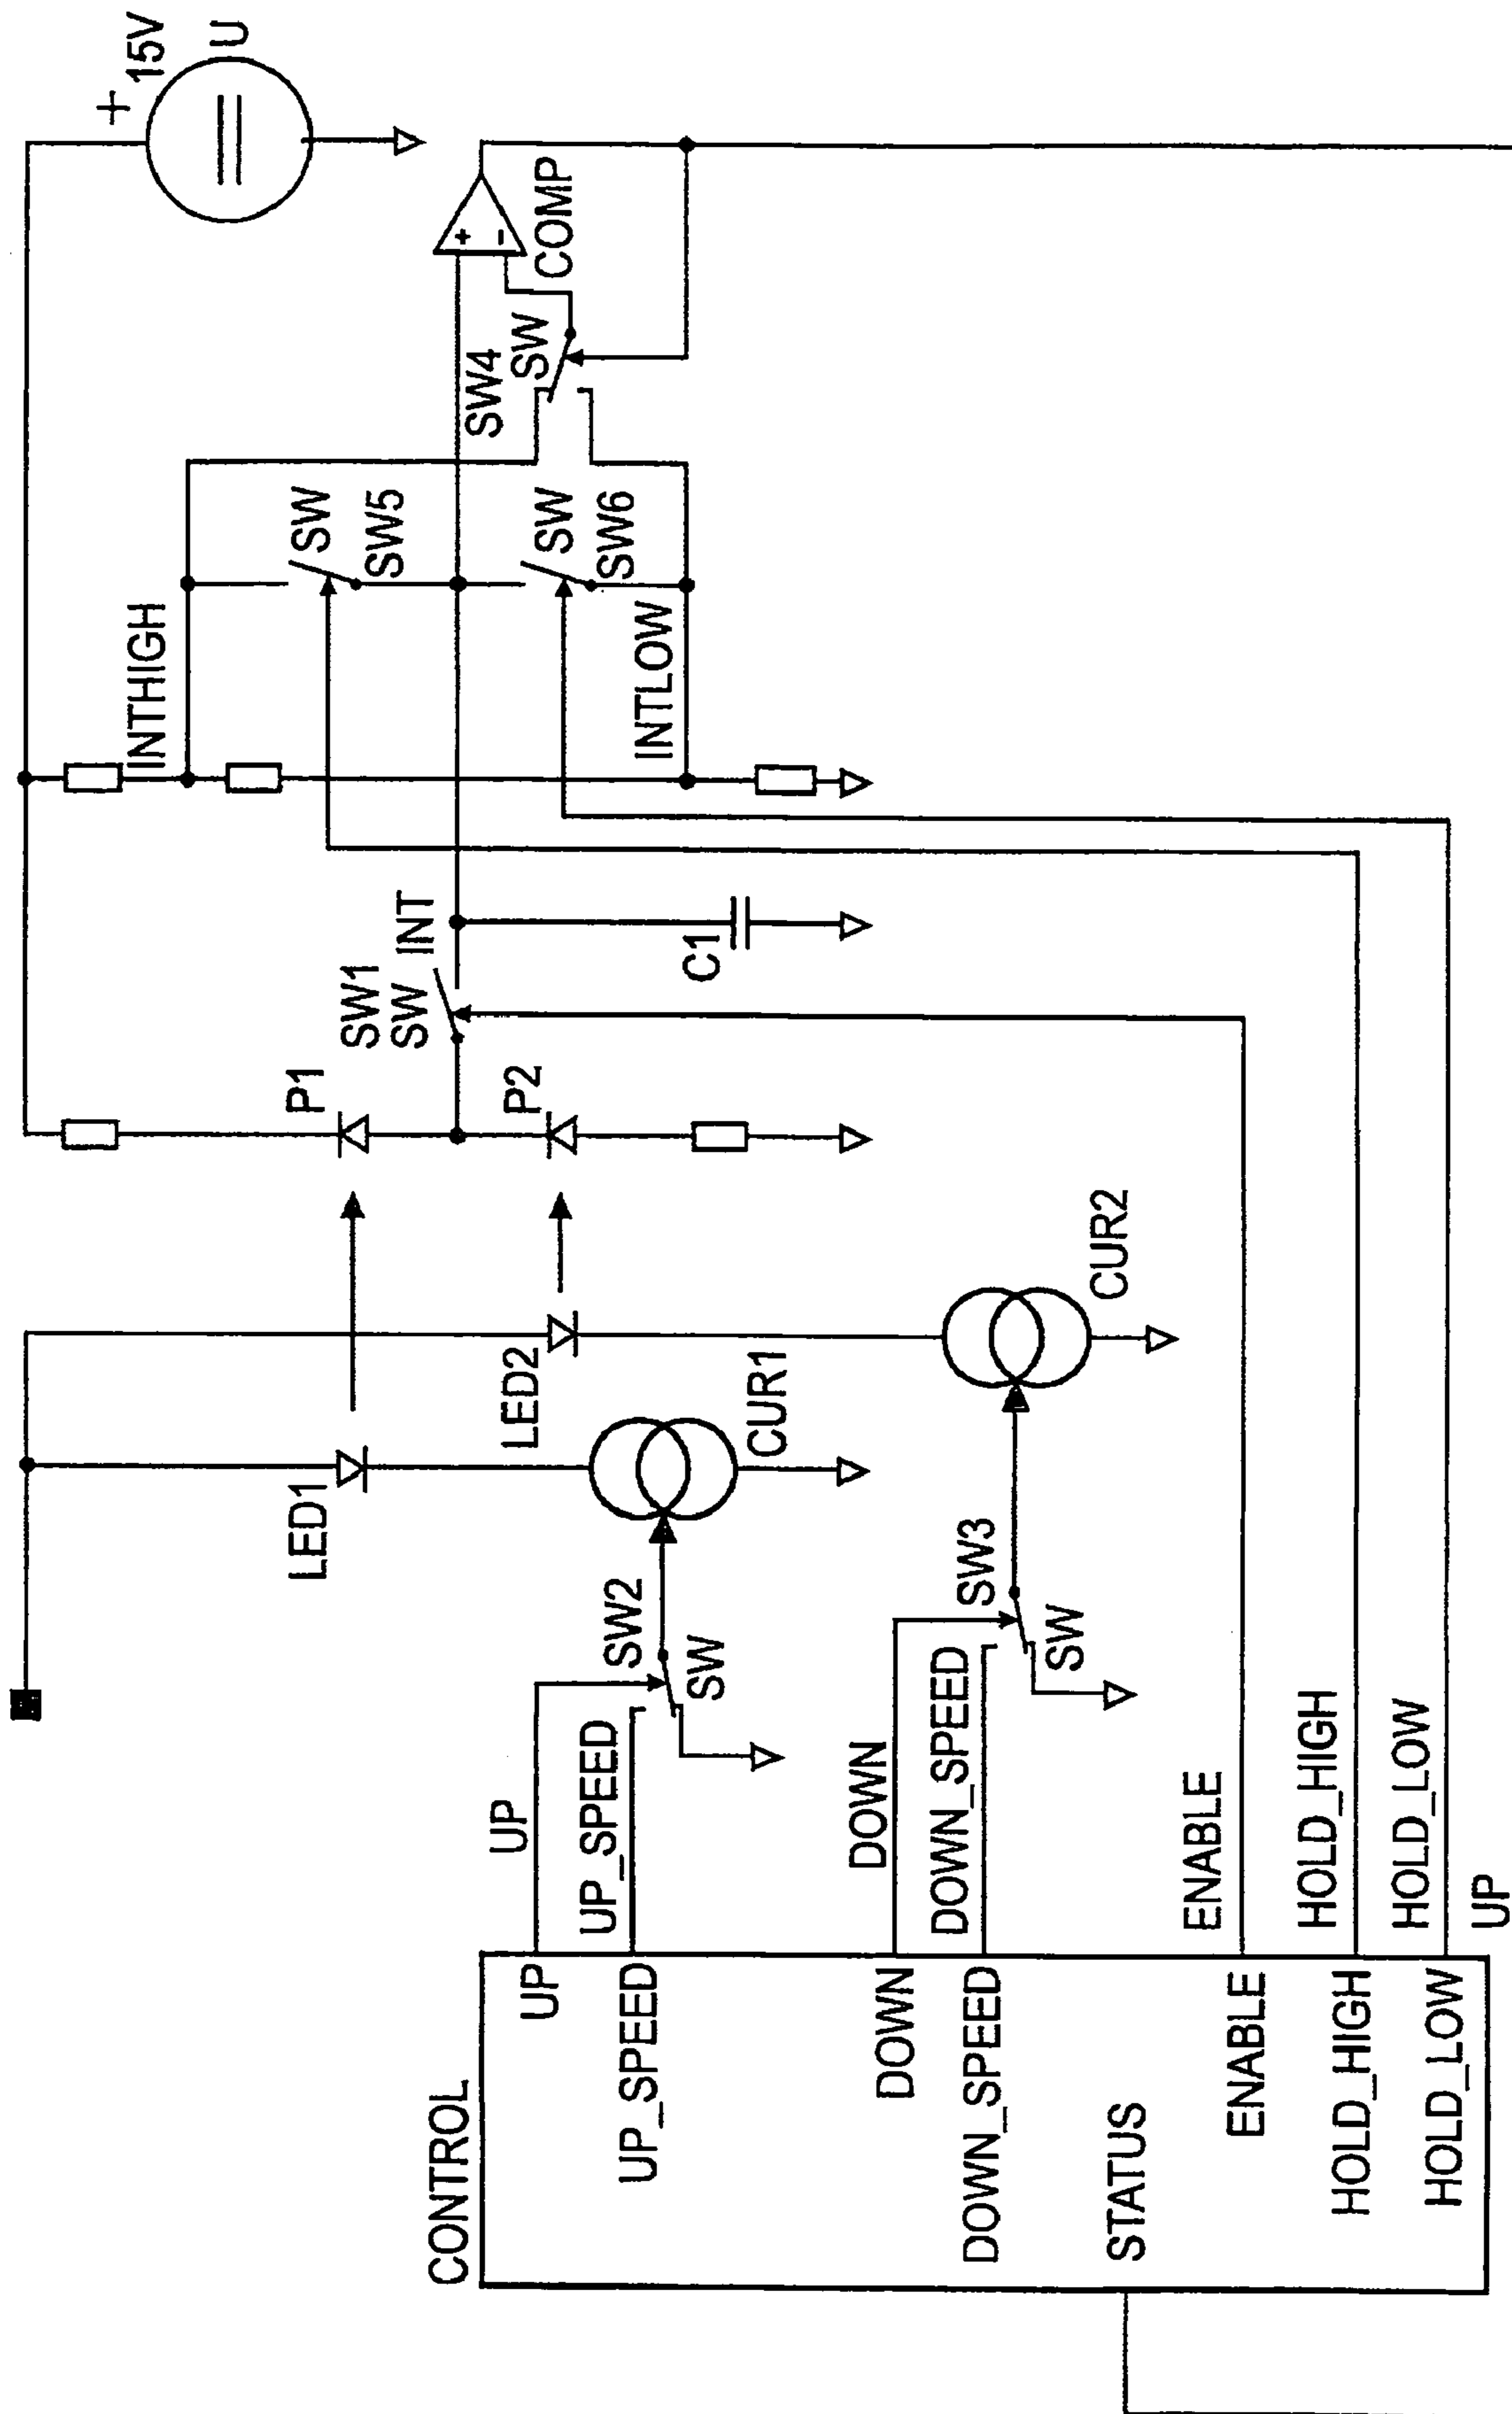 CONTROL
UP
UP_SPEED
DOWN
DOWN_SPEED
STATUS
ENABLE
HOLD_HIGH
HOLD_LOW
UP
UP_SPEED
DOWN
DOWN_SPEED
ENABLE
HOLD_HIGH
HOLD_LOW
UP
SW2
SW
SW3
SW
LED1
CUR1
LED2
CUR2
P1
P2
SW1
SW
INT
C1
INTHIGH
INTLOW
SW
SW5
SW
SW6
SW4
SW
+
-
COMP
+
15V
U